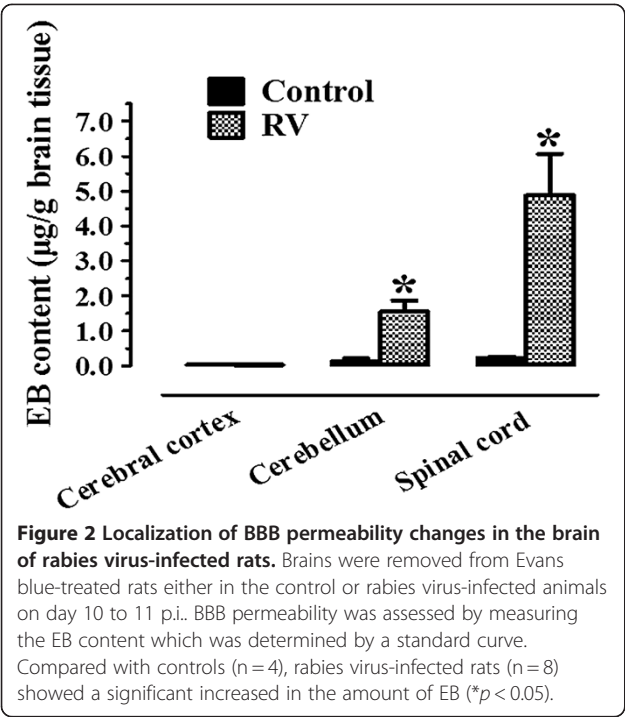 Control
RV
EB content (µg/g brain tissue)
7.0
6.0
5.0
4.0
3.0
2.0
1.0
0.0
*
*
Cerebral cortex
Cerebellum
Spinal cord
Figure 2 Localization of BBB permeability changes in the brain
of rabies virus-infected rats. Brains were removed from Evans
blue-treated rats either in the control or rabies virus-infected animals
on day 10 to 11 p.i.. BBB permeability was assessed by measuring
the EB content which was determined by a standard curve.
Compared with controls (n = 4), rabies virus-infected rats (n = 8)
showed a significant increased in the amount of EB (*p < 0.05).